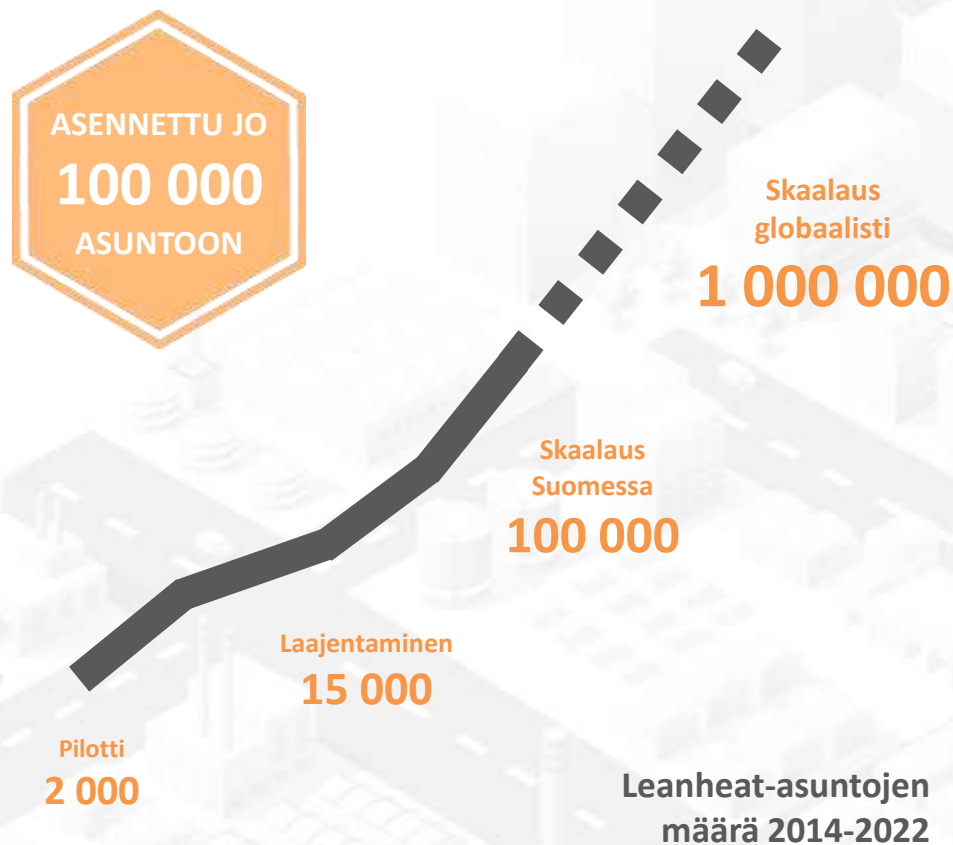 ASENNETTU JO
100 000
ASUNTOON
Skaalaus
globaalisti
1 000 000
Skaalaus
Suomessa
100 000
Laajentaminen
15 000
Pilotti
2 000
Leanheat-asuntojen
määrä 2014-2022